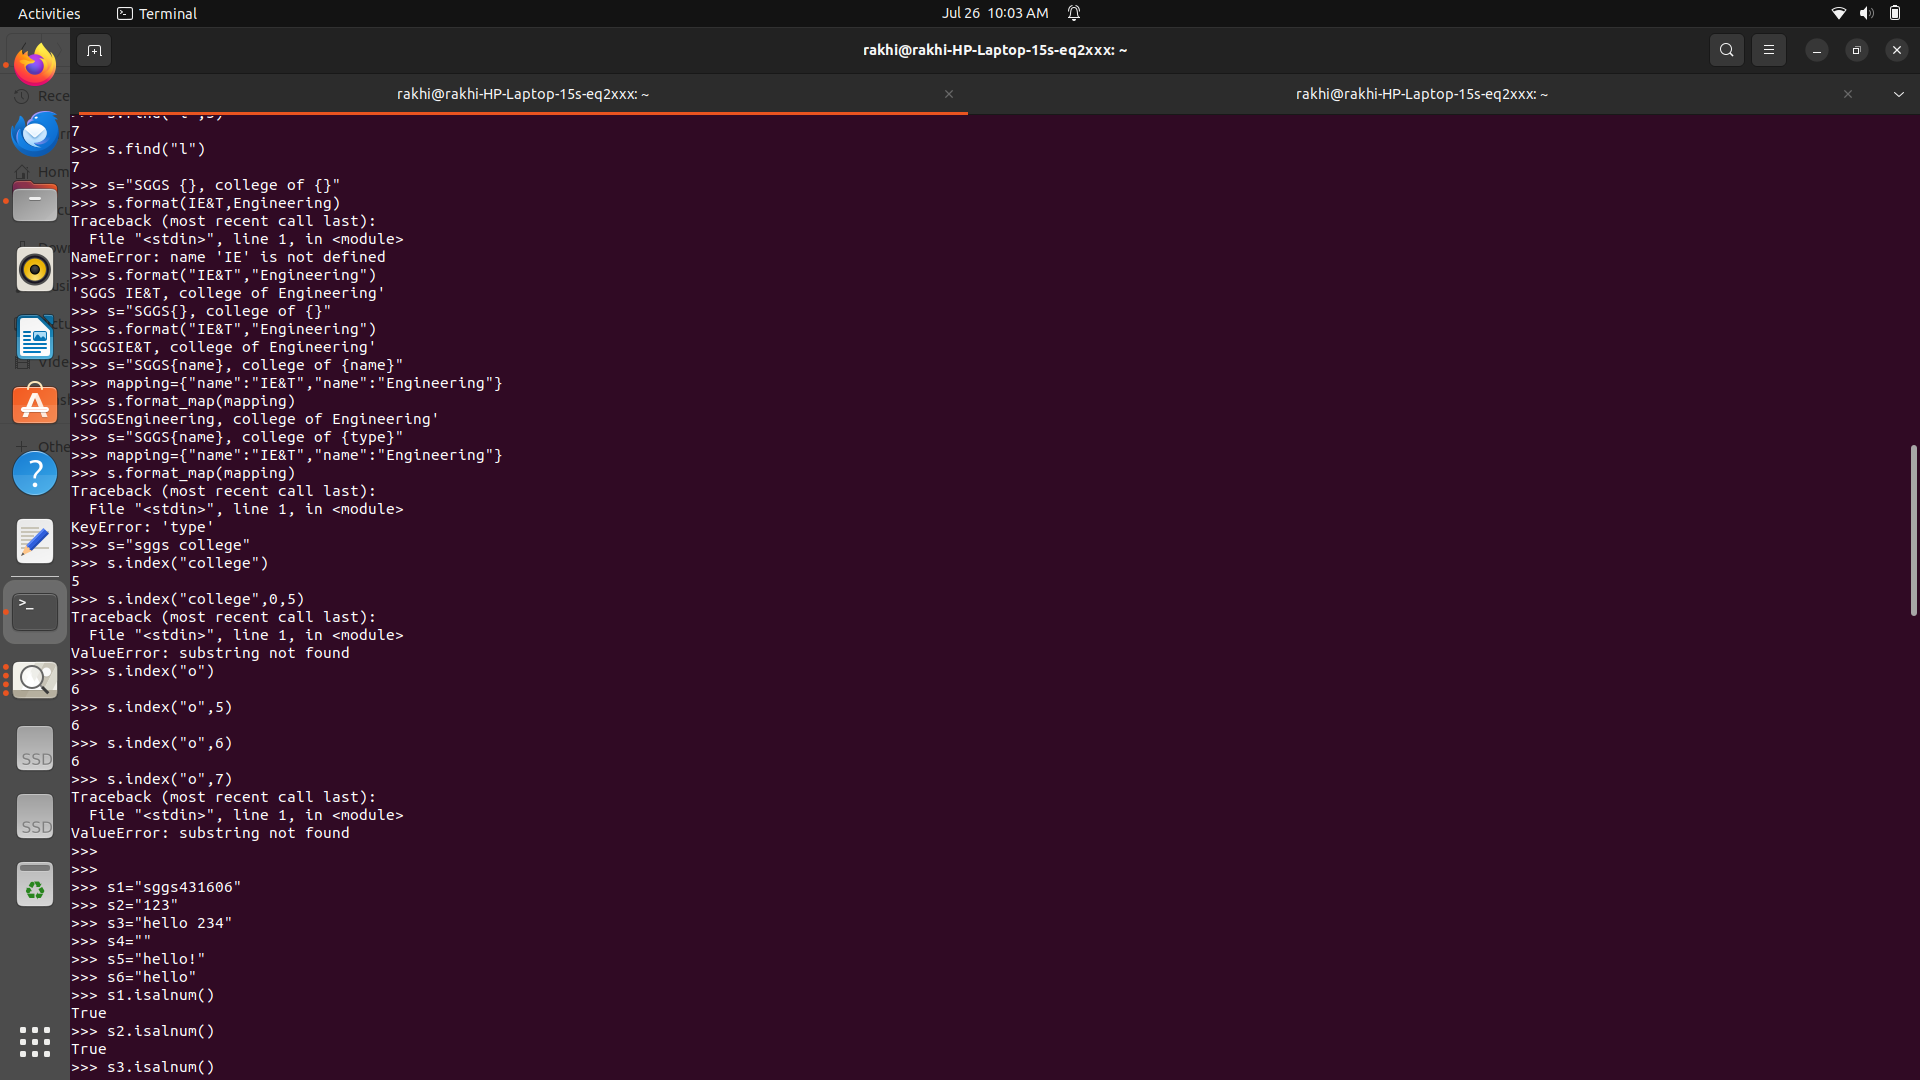 Activities
Terminal
Jul 26 10:03 AM
rakhi@rakhi-HP-Laptop-15s-eq2xxx: ~
rakhi@rakhi-HP-Laptop-15s-eq2xxx: ~
rakhi@rakhi-HP-Laptop-15s-eq2xxx: ~
Rece
Hom
Othe
SSD
SSD
7
>>> s.find("l")
7
>>> s="SGGS {}, college of {}"
>>> s.format(IE&T,Engineering)
Traceback (most recent call last):
  File "<stdin>", line 1, in <module>
NameError: name 'IE' is not defined
>>> s.format("IE&T","Engineering")
'SGGS IE&T, college of Engineering'
>>> s="SGGS{}, college of {}"
>>> s.format("IE&T","Engineering")
'SGGSIE&T, college of Engineering'
>>> s="SGGS{name}, college of {name}"
>>> mapping={"name":"IE&T","name":"Engineering"}
>>> s.format_map(mapping)
'SGGSEngineering, college of Engineering'
>>> s="SGGS{name}, college of {type}"
>>> mapping={"name":"IE&T","name":"Engineering"}
>>> s.format_map(mapping)
Traceback (most recent call last):
  File "<stdin>", line 1, in <module>
KeyError: 'type'
>>> s="sggs college"
>>> s.index("college")
5
>>> s.index("college",0,5)
Traceback (most recent call last):
  File "<stdin>", line 1, in <module>
ValueError: substring not found
>>> s.index("o")
6
>>> s.index("o",5)
6
>>> s.index("o",6)
6
>>> s.index("o",7)
Traceback (most recent call last):
  File "<stdin>", line 1, in <module>
ValueError: substring not found
>>>
>>>
>>> s1="sggs431606"
>>> s2="123"
>>> s3="hello 234"
>>> s4=""
>>> s5="hello!"
>>> s6="hello"
>>> s1.isalnum()
True
>>> s2.isalnum()
True
>>> s3.isalnum()